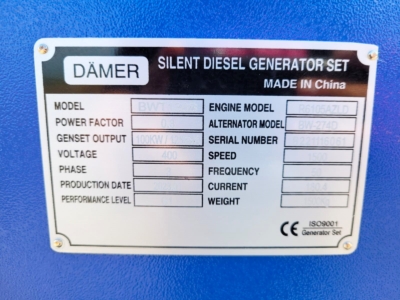 DÄMER
SILENT DIESEL GENERATOR SET
MADE IN China
MODEL
ENGINE MODEL
POWER FACTOR
ALTERNATOR MODEL
GENSET OUTPUT 100KW
SERIAL NUMBER
VOLTAGE 400
SPEED
PHASE
FREQUENCY
PRODUCTION DATE
CURRENT
PERFORMANCE LEVEL
WEIGHT
CE ISO9001
Generator Set